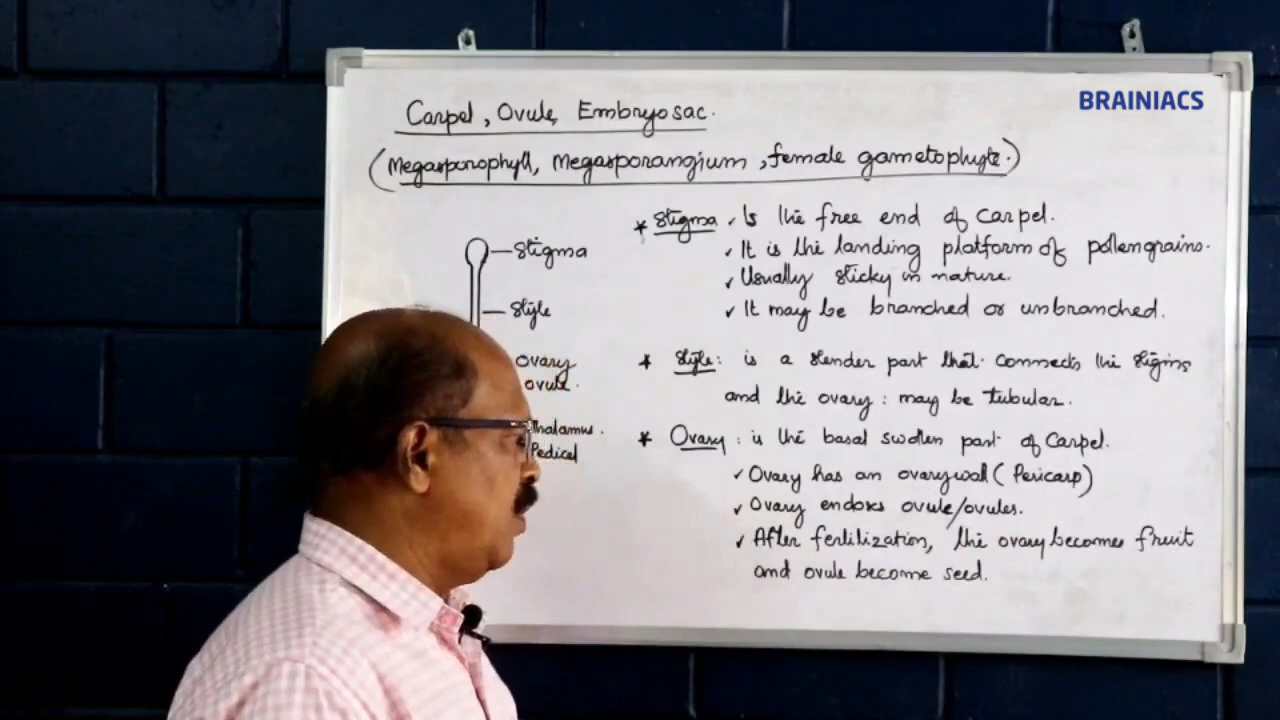 BRAINIACS
Carpel, Ovule, Embryosac.
(Megasporophyll, Megasporangium, female gametophyte.)
Stigma
Style
Ovary
ovule.
Thalamus.
Pedicel
* Stigma ✓ Is the free end of carpel.
✓ It is the landing platform of pollengrains.
✓ Usually sticky in nature.
✓ It may be branched or unbranched.
* Style: is a slender part that connects the stigma
and the ovary: may be tubular.
* Ovary: is the basal swollen part of carpel.
✓ Ovary has an ovarywall (Pericarp)
✓ Ovary encloses ovule/ovules.
✓ After fertilization, the ovary becomes fruit
and ovule become seed.